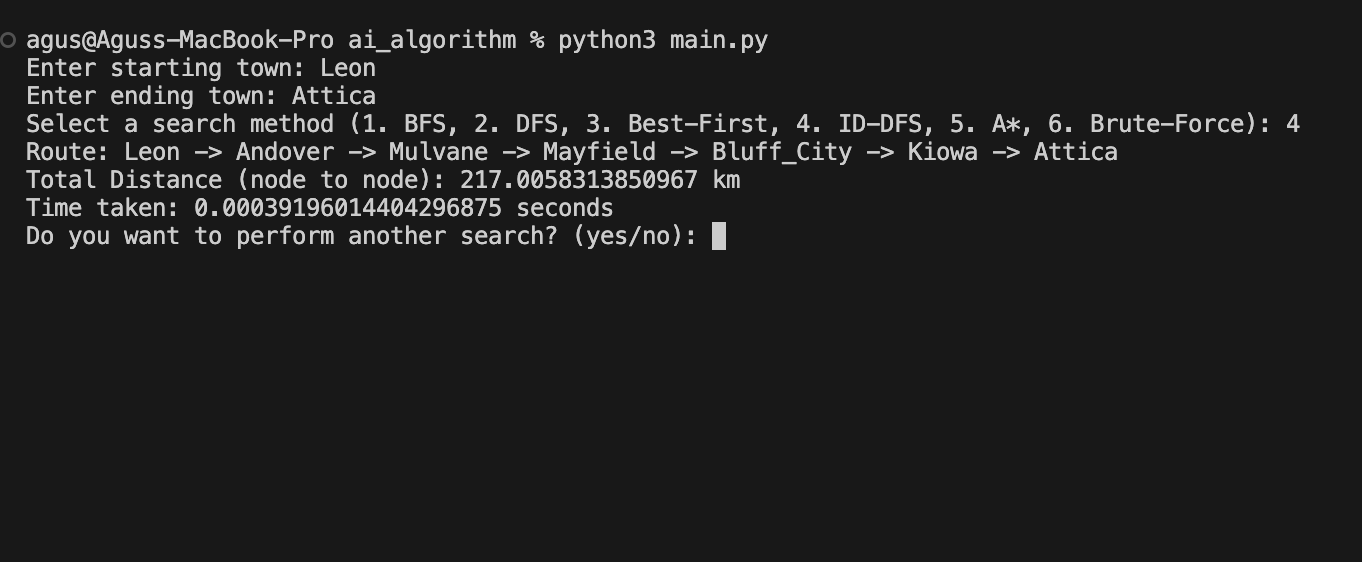 agus@Aguss-MacBook-Pro ai_algorithm % python3 main.py
Enter starting town: Leon
Enter ending town: Attica
Select a search method (1. BFS, 2. DFS, 3. Best-First, 4. ID-DFS, 5. A*, 6. Brute-Force): 4
Route: Leon -> Andover -> Mulvane -> Mayfield -> Bluff_City -> Kiowa -> Attica
Total Distance (node to node): 217.0058313850967 km
Time taken: 0.00039196014404296875 seconds
Do you want to perform another search? (yes/no):